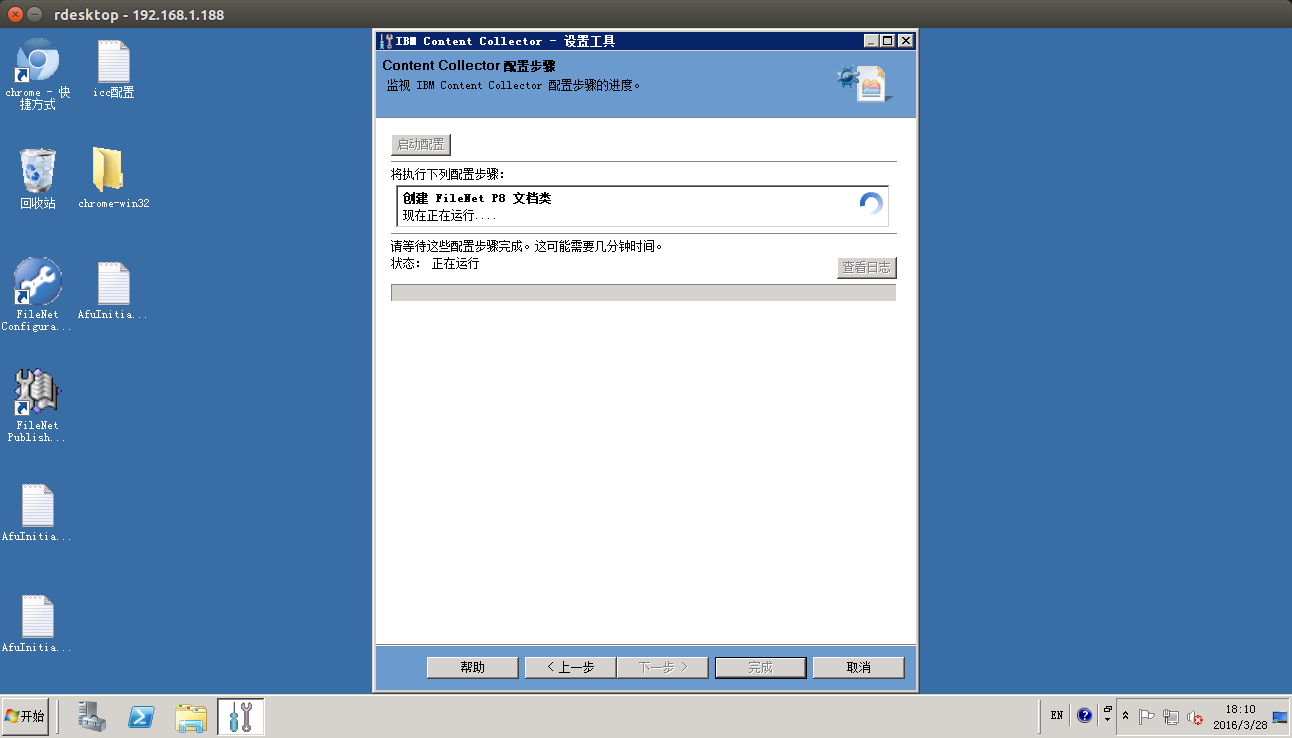 rdesktop - 192.168.1.188
chrome - 快
捷方式
icc配置
回收站
chrome-win32
FileNet
Configura...
AfuInitia...
FileNet
Publish...
AfuInitia...
AfuInitia...
IBM Content Collector - 设置工具
Content Collector 配置步骤
监视 IBM Content Collector 配置步骤的进度。
启动配置
将执行下列配置步骤:
创建 FileNet P8 文档类
现在正在运行....
请等待这些配置步骤完成。这可能需要几分钟时间。
状态: 正在运行
查看日志
帮助
< 上一步
下一步 >
完成
取消
开始
EN
18:10
2016/3/28